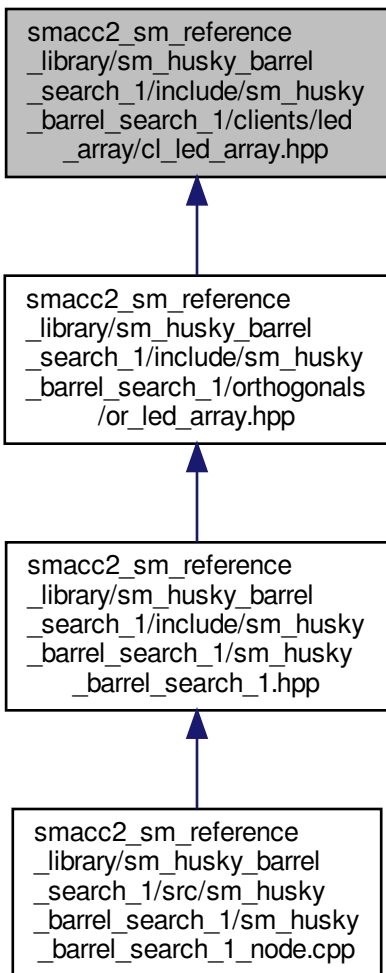 smacc2_sm_reference
_library/sm_husky_barrel
_search_1/include/sm_husky
_barrel_search_1/clients/led
_array/cl_led_array.hpp
smacc2_sm_reference
_library/sm_husky_barrel
_search_1/include/sm_husky
_barrel_search_1/orthogonals
/or_led_array.hpp
smacc2_sm_reference
_library/sm_husky_barrel
_search_1/include/sm_husky
_barrel_search_1/sm_husky
_barrel_search_1.hpp
smacc2_sm_reference
_library/sm_husky_barrel
_search_1/src/sm_husky
_barrel_search_1/sm_husky
_barrel_search_1_node.cpp